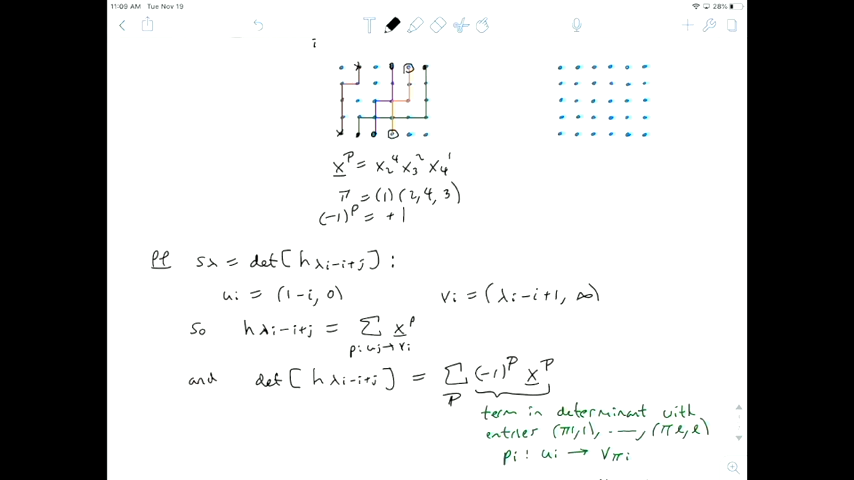 11:09 AM Tue Nov 19
28%
T
i
x^P = x_2^4 x_3^2 x_4^1
π = (1)(2,4,3)
(-1)^P = +1
Pf s_λ = det[h_{λi-i+j}]:
u_i = (1-i, 0) v_i = (λ_i-i+1, ∞)
so h_{λi-i+j} = Σ x^p
p: u_j → v_i
and det[h_{λi-i+j}] = Σ (-1)^P x^P
P
term in determinant with
entries (π1,1), ..., (πℓ,ℓ)
p_i: u_i → v_{πi}